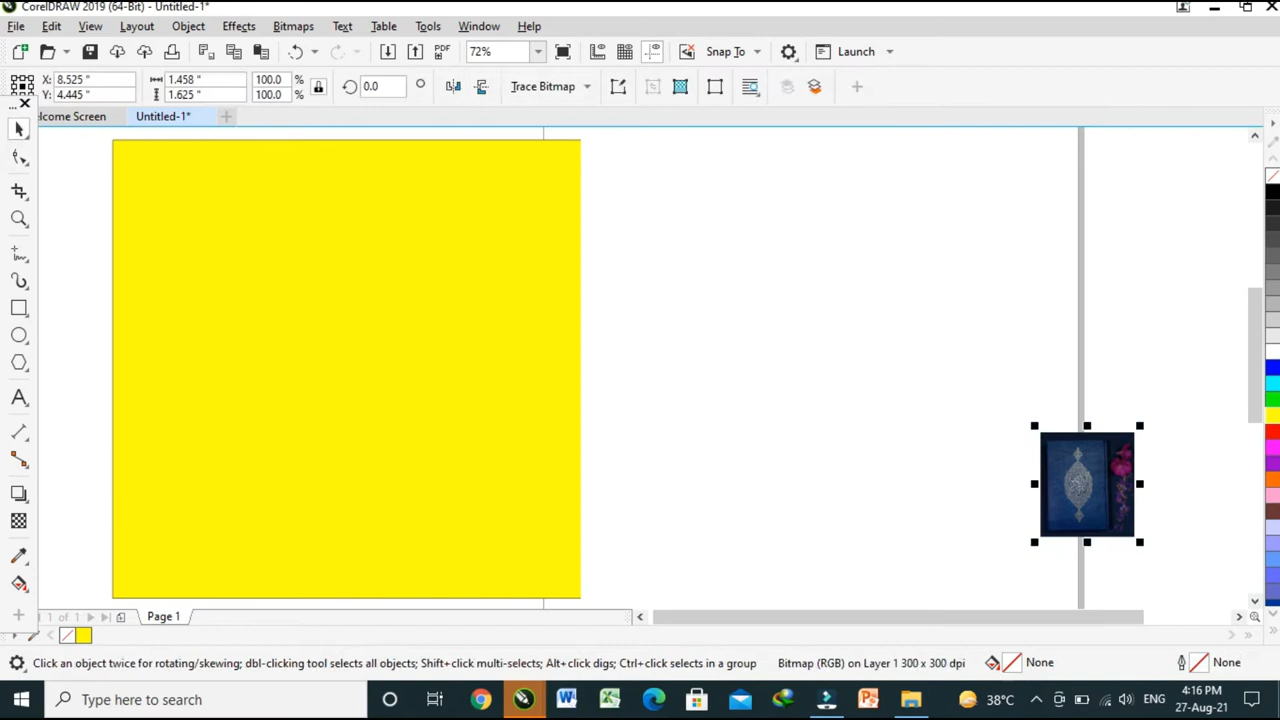 CorelDRAW 2019 (64-Bit) - Untitled-1*
File Edit View Layout Object Effects Bitmaps Text Table Tools Window Help
PDF 72% Snap To Launch
X: 8.525 " 1.458 " 100.0 % 0.0 Trace Bitmap
Y: 4.445 " 1.625 " 100.0 %
elcome Screen Untitled-1*
1 of 1 Page 1
Click an object twice for rotating/skewing; dbl-clicking tool selects all objects; Shift+click multi-selects; Alt+click digs; Ctrl+click selects in a group Bitmap (RGB) on Layer 1 300 x 300 dpi None None
Type here to search 38°C ENG 4:16 PM
27-Aug-21